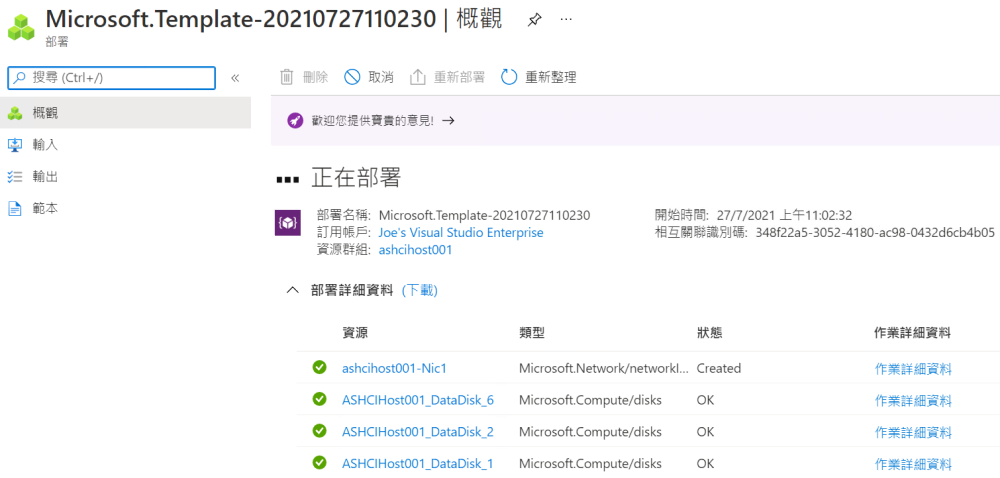 Microsoft.Template-20210727110230 | 概觀 ···
部署
搜尋 (Ctrl+/) «
刪除 取消 重新部署 重新整理
概觀
輸入
輸出
範本
歡迎您提供寶貴的意見! →
正在部署
部署名稱: Microsoft.Template-20210727110230 開始時間: 27/7/2021 上午11:02:32
訂用帳戶: Joe's Visual Studio Enterprise 相互關聯識別碼: 348f22a5-3052-4180-ac98-0432d6cb4b05
資源群組: ashcihost001
部署詳細資料 (下載)
資源 類型 狀態 作業詳細資料
ashcihost001-Nic1 Microsoft.Network/networkI... Created 作業詳細資料
ASHCIHost001_DataDisk_6 Microsoft.Compute/disks OK 作業詳細資料
ASHCIHost001_DataDisk_2 Microsoft.Compute/disks OK 作業詳細資料
ASHCIHost001_DataDisk_1 Microsoft.Compute/disks OK 作業詳細資料